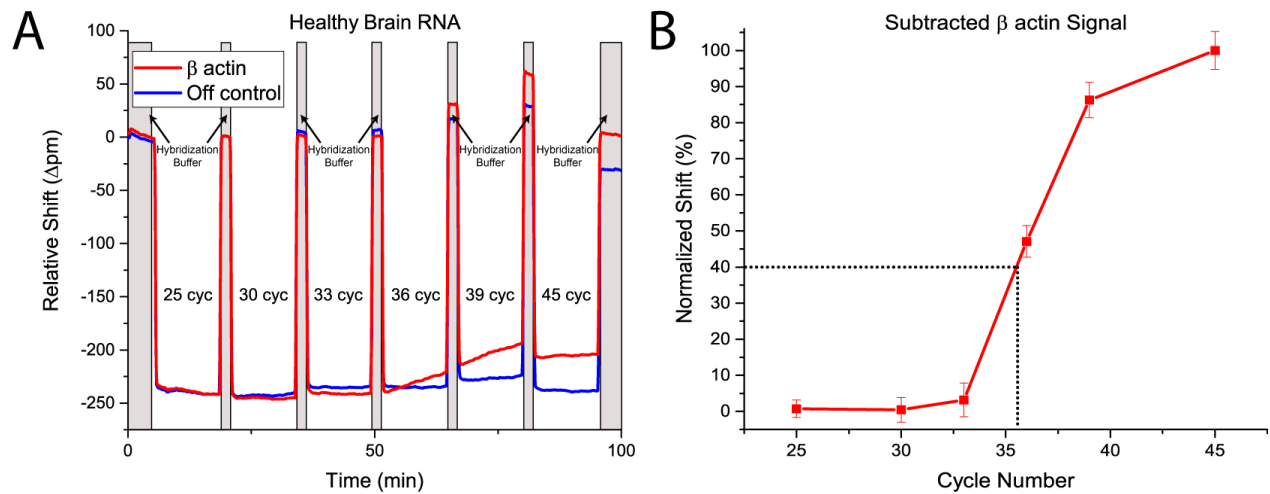 A
Healthy Brain RNA
Relative Shift (Δpm)
100
50
0
-50
-100
-150
-200
-250
β actin
Off control
Hybridization
Buffer
Hybridization
Buffer
Hybridization
Buffer
Hybridization
Buffer
25 cyc 30 cyc 33 cyc 36 cyc 39 cyc 45 cyc
0 50 100
Time (min)
B
Subtracted β actin Signal
Normalized Shift (%)
100
90
80
70
60
50
40
30
20
10
0
25 30 35 40 45
Cycle Number